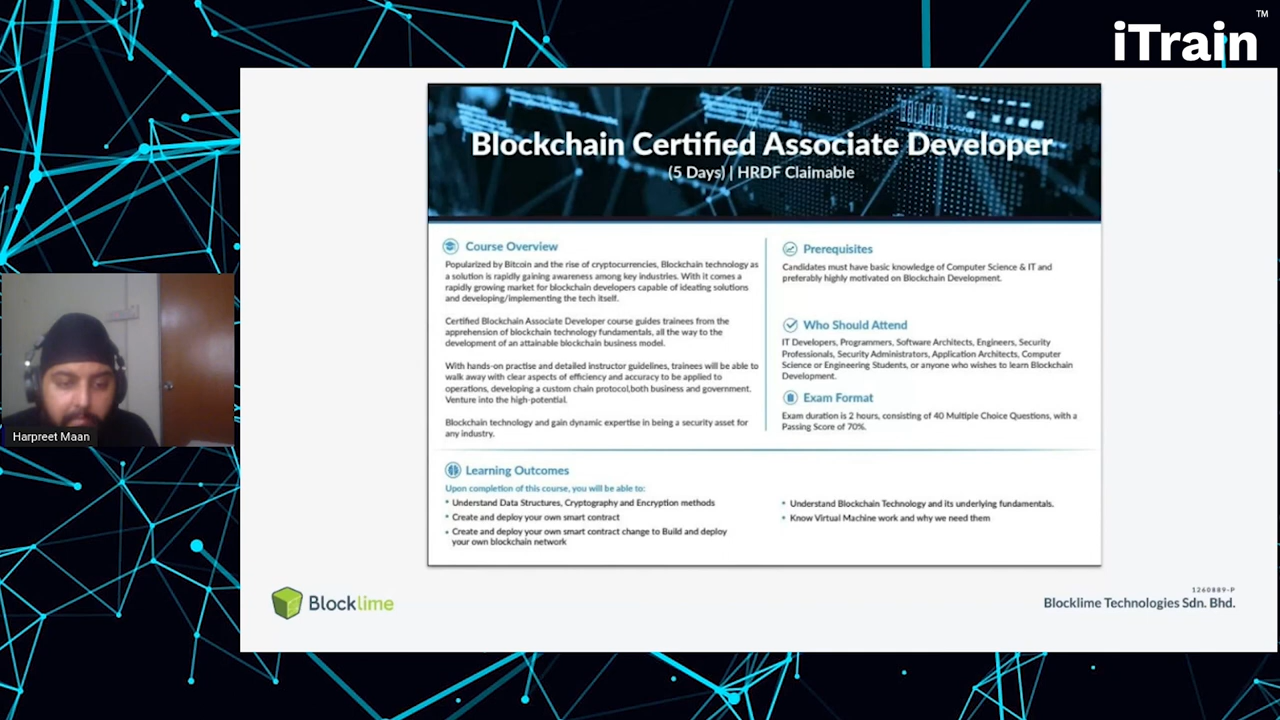 iTrain™
Blockchain Certified Associate Developer
(5 Days) | HRDF Claimable
Course Overview
Popularized by Bitcoin and the rise of cryptocurrencies, Blockchain technology as
a solution is rapidly gaining awareness among key industries. With it comes a
rapidly growing market for blockchain developers capable of ideating solutions
and developing/implementing the tech itself.
Certified Blockchain Associate Developer course guides trainees from the
apprehension of blockchain technology fundamentals, all the way to the
development of an attainable blockchain business model.
With hands-on practise and detailed instructor guidelines, trainees will be able to
walk away with clear aspects of efficiency and accuracy to be applied to
operations, developing a custom chain protocol,both business and government.
Venture into the high-potential.
Blockchain technology and gain dynamic expertise in being a security asset for
any industry.
Prerequisites
Candidates must have basic knowledge of Computer Science & IT and
preferably highly motivated on Blockchain Development.
Who Should Attend
IT Developers, Programmers, Software Architects, Engineers, Security
Professionals, Security Administrators, Application Architects, Computer
Science or Engineering Students, or anyone who wishes to learn Blockchain
Development.
Exam Format
Exam duration is 2 hours, consisting of 40 Multiple Choice Questions, with a
Passing Score of 70%.
Learning Outcomes
Upon completion of this course, you will be able to:
• Understand Data Structures, Cryptography and Encryption methods
• Create and deploy your own smart contract
• Create and deploy your own smart contract change to Build and deploy
your own blockchain network
• Understand Blockchain Technology and its underlying fundamentals.
• Know Virtual Machine work and why we need them
Harpreet Maan
Blocklime
1260889-P
Blocklime Technologies Sdn. Bhd.